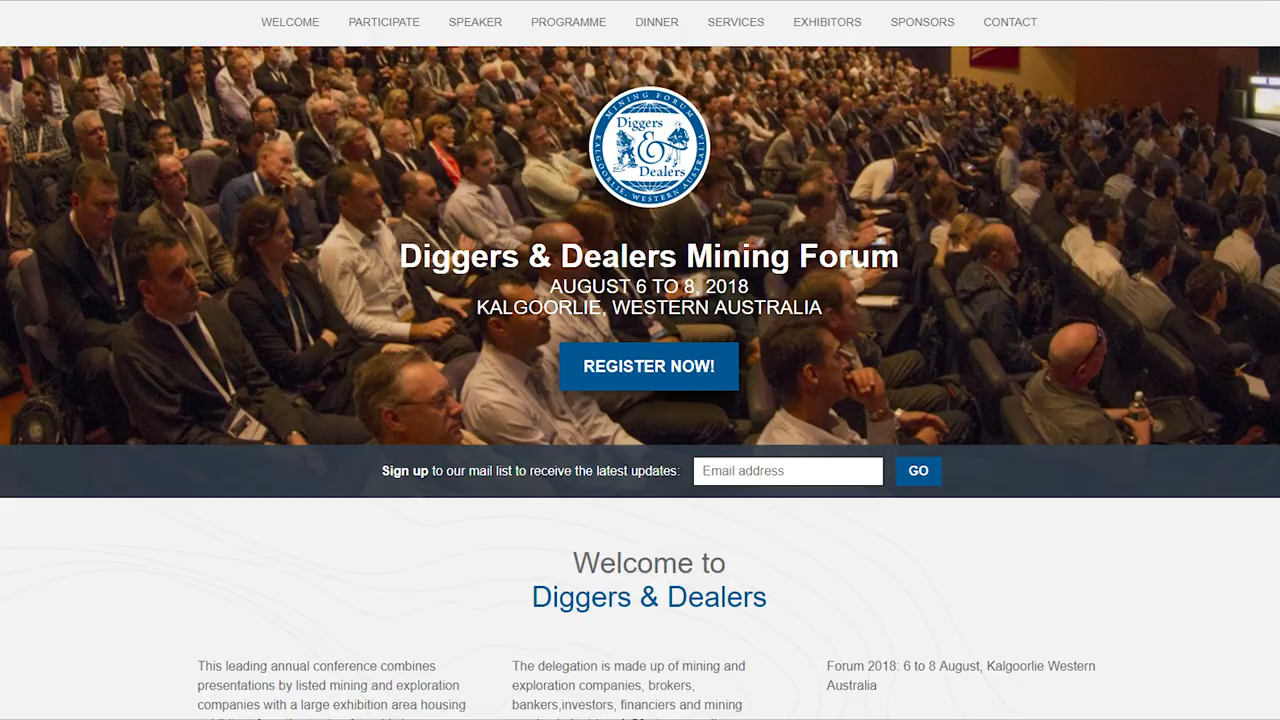 WELCOME PARTICIPATE SPEAKER PROGRAMME DINNER SERVICES EXHIBITORS SPONSORS CONTACT
MINING FORUM
Diggers
&
Dealers
KALGOORLIE, WESTERN AUSTRALIA
Diggers & Dealers Mining Forum
AUGUST 6 TO 8, 2018
KALGOORLIE, WESTERN AUSTRALIA
REGISTER NOW!
Sign up to our mail list to receive the latest updates: Email address GO
Welcome to
Diggers & Dealers
This leading annual conference combines
presentations by listed mining and exploration
companies with a large exhibition area housing
The delegation is made up of mining and
exploration companies, brokers,
bankers,investors, financiers and mining
Forum 2018: 6 to 8 August, Kalgoorlie Western
Australia